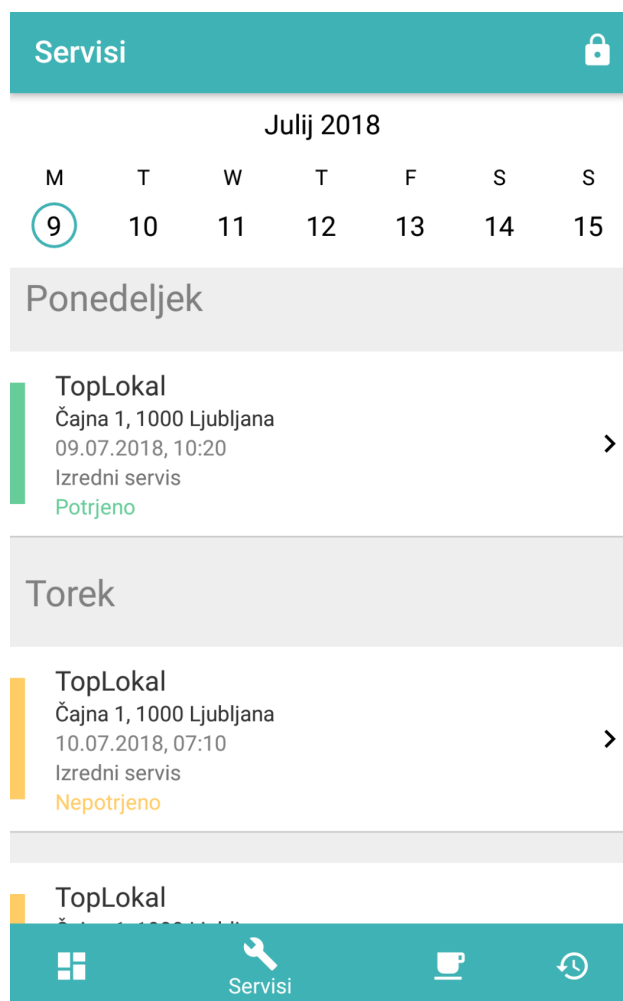 Servisi
Julij 2018
M T W T F S S
9 10 11 12 13 14 15
Ponedeljek
TopLokal
Čajna 1, 1000 Ljubljana
09.07.2018, 10:20
Izredni servis
Potrjeno
Torek
TopLokal
Čajna 1, 1000 Ljubljana
10.07.2018, 07:10
Izredni servis
Nepotrjeno
TopLokal
Servisi